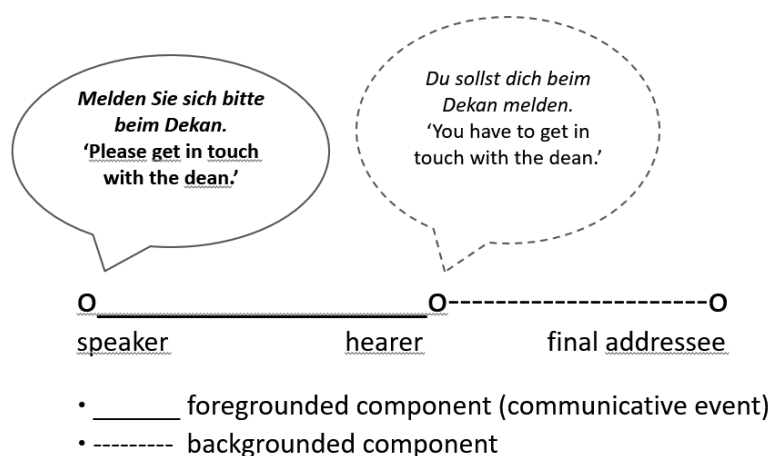 Melden Sie sich bitte
beim Dekan.
‘Please get in touch
with the dean.’
Du sollst dich beim
Dekan melden.
‘You have to get in
touch with the dean.’
O O---------------------O
speaker hearer final addressee
• ______ foregrounded component (communicative event)
• --------- backgrounded component